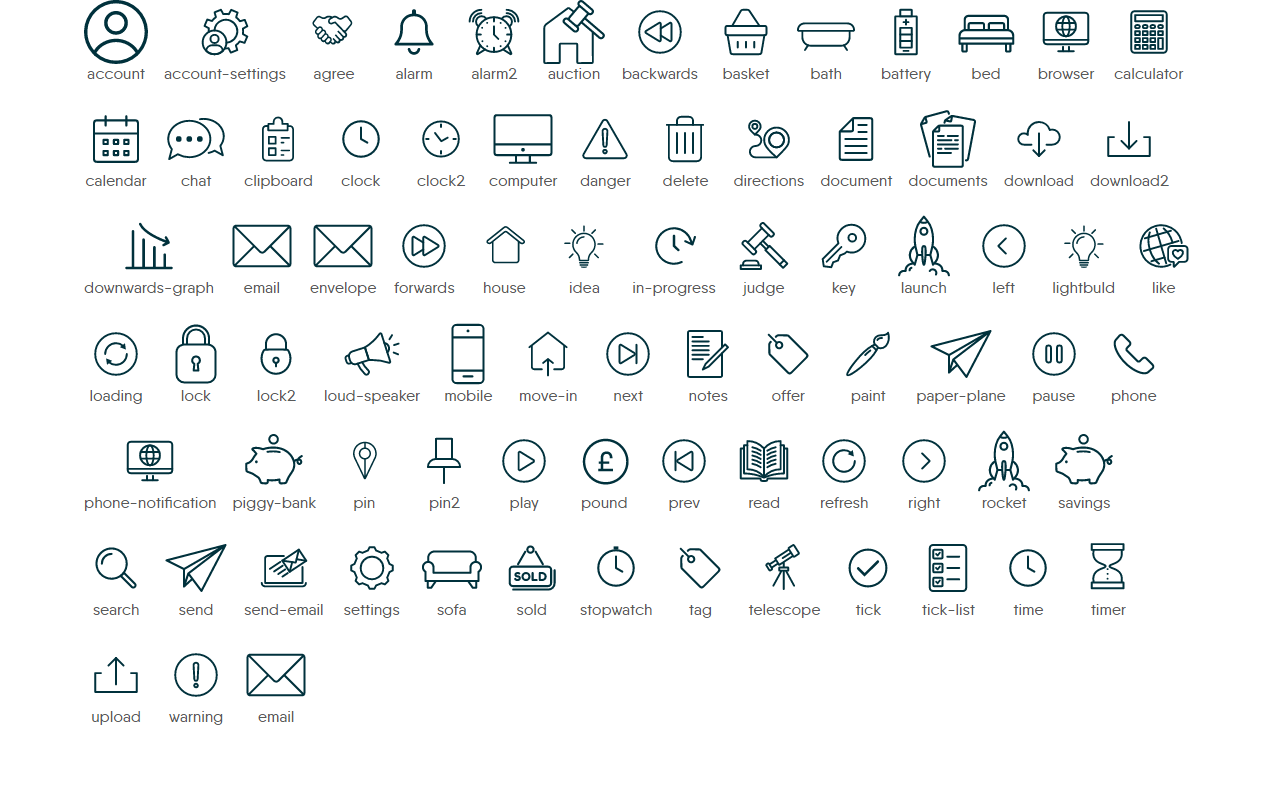 account account-settings agree alarm alarm2 auction backwards basket bath battery bed browser calculator
calendar chat clipboard clock clock2 computer danger delete directions document documents download download2
downwards-graph email envelope forwards house idea in-progress judge key launch left lightbuld like
loading lock lock2 loud-speaker mobile move-in next notes offer paint paper-plane pause phone
£
phone-notification piggy-bank pin pin2 play pound prev read refresh right rocket savings
SOLD
search send send-email settings sofa sold stopwatch tag telescope tick tick-list time timer
upload warning email